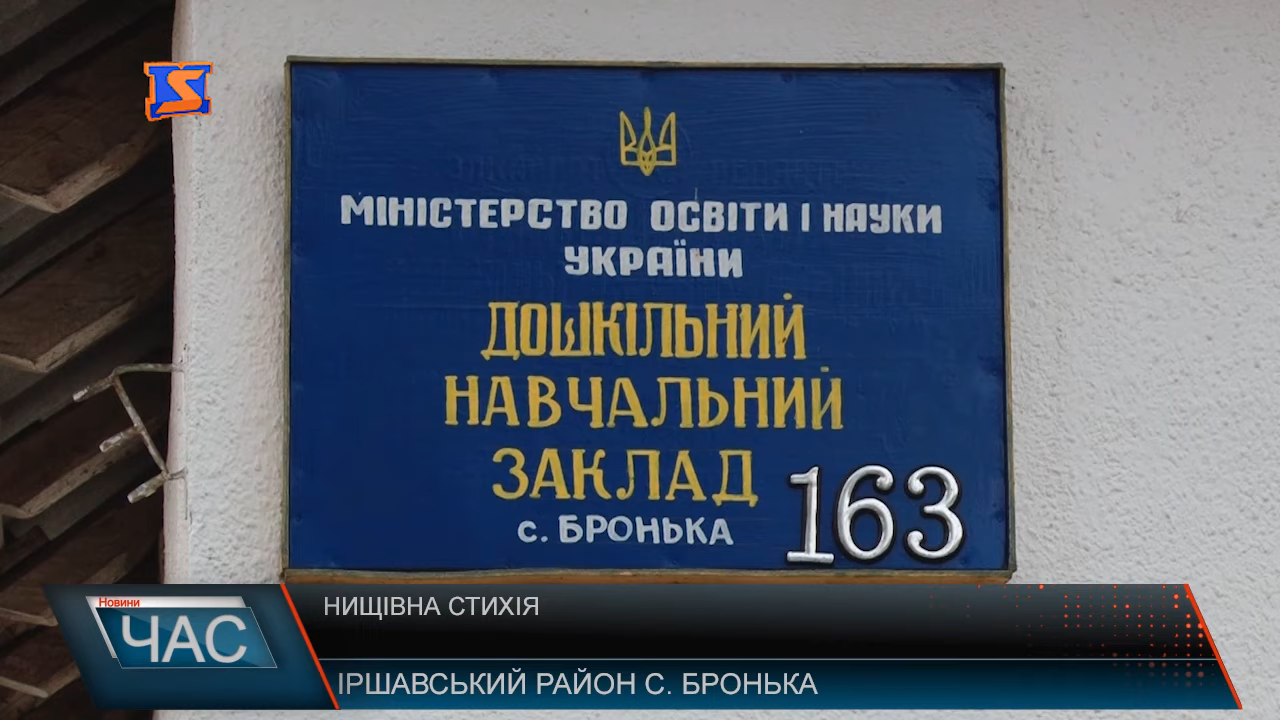 МІНІСТЕРСТВО ОСВІТИ І НАУКИ
УКРАЇНИ
ДОШКІЛЬНИЙ
НАВЧАЛЬНИЙ
ЗАКЛАД
с. БРОНЬКА
163
Новини
ЧАС
НИЩІВНА СТИХІЯ
ІРШАВСЬКИЙ РАЙОН С. БРОНЬКА